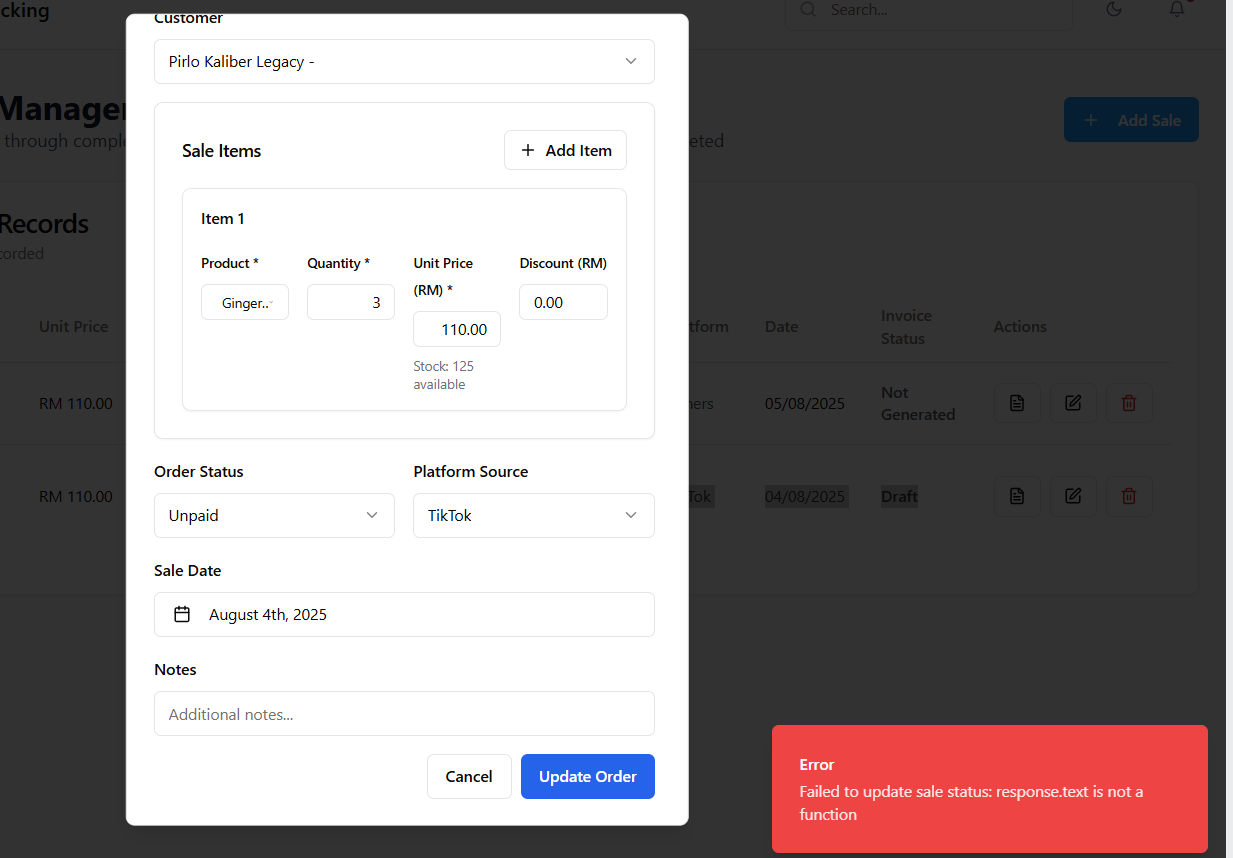 cking
Search...
Manager
through comple
eted
Add Sale
Records
corded
Unit Price
tform
Date
Invoice
Status
Actions
RM 110.00
hers
05/08/2025
Not
Generated
RM 110.00
Tok
04/08/2025
Draft
Customer
Pirlo Kaliber Legacy -
Sale Items
Add Item
Item 1
Product *
Quantity *
Unit Price
(RM) *
Discount (RM)
Ginger..
3
110.00
0.00
Stock: 125
available
Order Status
Platform Source
Unpaid
TikTok
Sale Date
August 4th, 2025
Notes
Additional notes...
Cancel
Update Order
Error
Failed to update sale status: response.text is not a
function